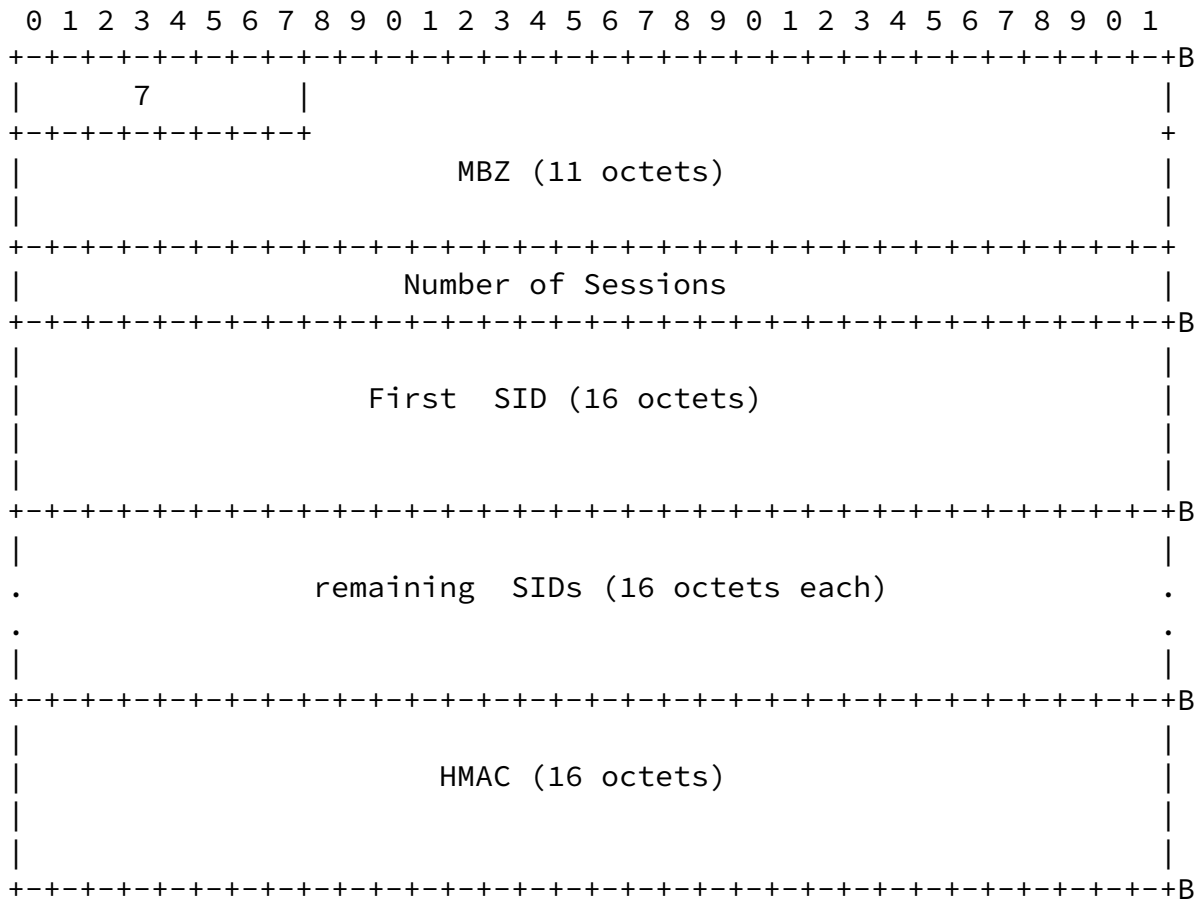 0 1 2 3 4 5 6 7 8 9 0 1 2 3 4 5 6 7 8 9 0 1 2 3 4 5 6 7 8 9 0 1
+-+-+-+-+-+-+-+-+-+-+-+-+-+-+-+-+-+-+-+-+-+-+-+-+-+-+-+-+-+-+-+-+B
|      7        |                                               |
+-+-+-+-+-+-+-+-+                                               +
|                        MBZ (11 octets)                        |
|                                                               |
+-+-+-+-+-+-+-+-+-+-+-+-+-+-+-+-+-+-+-+-+-+-+-+-+-+-+-+-+-+-+-+-+
|                     Number of Sessions                        |
+-+-+-+-+-+-+-+-+-+-+-+-+-+-+-+-+-+-+-+-+-+-+-+-+-+-+-+-+-+-+-+-+B
|                                                               |
|                   First  SID (16 octets)                      |
|                                                               |
|                                                               |
+-+-+-+-+-+-+-+-+-+-+-+-+-+-+-+-+-+-+-+-+-+-+-+-+-+-+-+-+-+-+-+-+B
|                                                               |
.                remaining  SIDs (16 octets each)               .
.                                                               .
|                                                               |
+-+-+-+-+-+-+-+-+-+-+-+-+-+-+-+-+-+-+-+-+-+-+-+-+-+-+-+-+-+-+-+-+B
|                                                               |
|                       HMAC (16 octets)                        |
|                                                               |
|                                                               |
+-+-+-+-+-+-+-+-+-+-+-+-+-+-+-+-+-+-+-+-+-+-+-+-+-+-+-+-+-+-+-+-+B